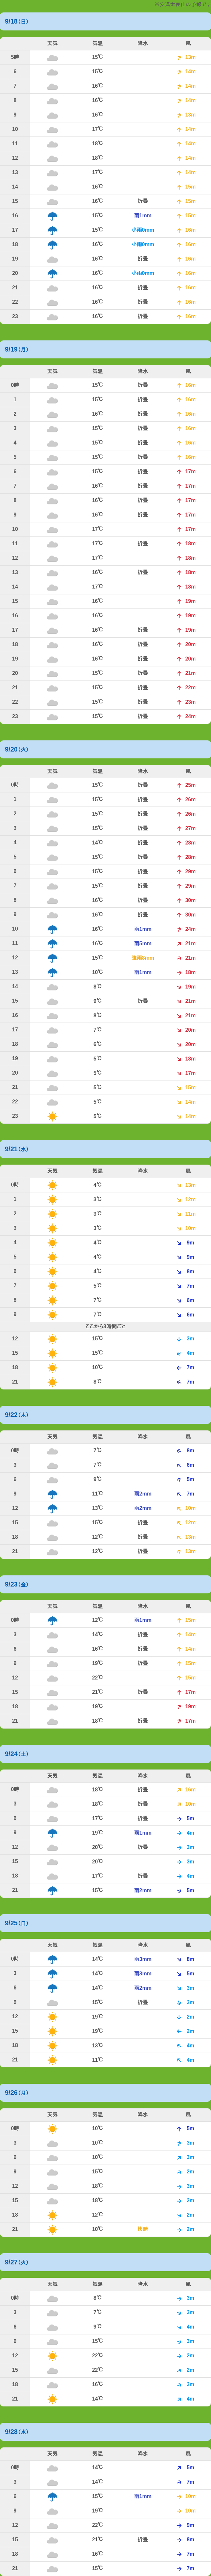 9/18(日)
天気 気温 降水 風
5時 15℃ 13m
6 15℃ 14m
7 16℃ 14m
8 16℃ 14m
9 16℃ 13m
10 17℃ 14m
11 18℃ 14m
12 18℃ 14m
13 17℃ 14m
14 16℃ 15m
15 16℃ 折畳 15m
16 15℃ 雨1mm 15m
17 15℃ 小雨0mm 16m
18 16℃ 小雨0mm 16m
19 16℃ 折畳 16m
20 16℃ 小雨0mm 16m
21 16℃ 折畳 16m
22 16℃ 折畳 16m
23 16℃ 折畳 16m
9/19(月)
天気 気温 降水 風
0時 15℃ 折畳 16m
1 15℃ 折畳 16m
2 16℃ 折畳 16m
3 15℃ 折畳 16m
4 16℃ 折畳 16m
5 16℃ 折畳 16m
6 15℃ 折畳 17m
7 16℃ 折畳 17m
8 16℃ 折畳 17m
9 16℃ 折畳 17m
10 17℃ 17m
11 17℃ 折畳 18m
12 17℃ 18m
13 16℃ 折畳 18m
14 17℃ 18m
15 15℃ 19m
16 16℃ 19m
17 16℃ 折畳 19m
18 16℃ 折畳 20m
19 16℃ 折畳 20m
20 15℃ 折畳 21m
21 15℃ 折畳 22m
22 15℃ 折畳 23m
23 15℃ 折畳 24m
9/20(火)
天気 気温 降水 風
0時 15℃ 折畳 25m
1 15℃ 折畳 26m
2 15℃ 折畳 26m
3 15℃ 折畳 27m
4 14℃ 折畳 28m
5 15℃ 折畳 28m
6 15℃ 折畳 29m
7 15℃ 折畳 29m
8 16℃ 折畳 30m
9 16℃ 折畳 30m
10 16℃ 雨1mm 24m
11 16℃ 雨5mm 21m
12 15℃ 強雨8mm 21m
13 10℃ 雨1mm 18m
14 8℃ 19m
15 9℃ 折畳 21m
16 8℃ 21m
17 7℃ 20m
18 6℃ 20m
19 5℃ 18m
20 5℃ 17m
21 5℃ 15m
22 5℃ 14m
23 5℃ 14m
9/21(水)
天気 気温 降水 風
0時 4℃ 13m
1 3℃ 12m
2 3℃ 11m
3 3℃ 10m
4 4℃ 9m
5 4℃ 9m
6 4℃ 8m
7 5℃ 7m
8 7℃ 6m
9 7℃ 6m
ここから3時間ごと
12 15℃ 3m
15 15℃ 4m
18 10℃ 7m
21 8℃ 7m
9/22(木)
天気 気温 降水 風
0時 7℃ 8m
3 7℃ 6m
6 9℃ 5m
9 11℃ 雨2mm 7m
12 13℃ 雨2mm 10m
15 15℃ 折畳 12m
18 12℃ 折畳 12m
21 12℃ 折畳 13m
9/23(金)
天気 気温 降水 風
0時 12℃ 雨1mm 15m
3 14℃ 折畳 14m
6 16℃ 折畳 14m
9 19℃ 折畳 15m
12 22℃ 15m
15 21℃ 折畳 17m
18 19℃ 19m
21 18℃ 折畳 17m
9/24(土)
天気 気温 降水 風
0時 18℃ 折畳 16m
3 18℃ 折畳 10m
6 17℃ 折畳 5m
9 19℃ 雨1mm 4m
12 20℃ 折畳 3m
15 20℃ 3m
18 17℃ 折畳 4m
21 15℃ 雨2mm 5m
9/25(日)
天気 気温 降水 風
0時 14℃ 雨3mm 8m
3 14℃ 雨3mm 5m
6 14℃ 雨2mm 3m
9 15℃ 折畳 3m
12 19℃ 2m
15 19℃ 2m
18 13℃ 4m
21 11℃ 4m
9/26(月)
天気 気温 降水 風
0時 10℃ 5m
3 10℃ 3m
6 10℃ 3m
9 15℃ 2m
12 18℃ 3m
15 18℃ 2m
18 12℃ 2m
21 10℃ 快晴 2m
9/27(火)
天気 気温 降水 風
0時 8℃ 3m
3 7℃ 3m
6 9℃ 4m
9 15℃ 3m
12 22℃ 2m
15 22℃ 2m
18 16℃ 3m
21 14℃ 4m
9/28(水)
天気 気温 降水 風
0時 14℃ 5m
3 14℃ 7m
6 15℃ 雨1mm 10m
9 19℃ 10m
12 22℃ 9m
15 21℃ 折畳 8m
18 16℃ 7m
21 15℃ 7m